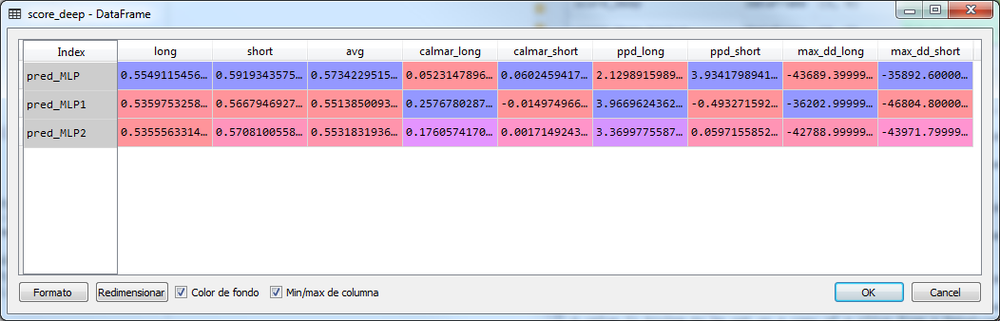 score_deep - DataFrame
Index long short avg calmar_long calmar_short ppd_long ppd_short max_dd_long max_dd_short
pred_MLP 0.5549115456... 0.5919343575... 0.5734229515... 0.0523147896... 0.0602459417... 2.1298915989... 3.9341798941... -43689.39999... -35892.60000...
pred_MLP1 0.5359753258... 0.5667946927... 0.5513850093... 0.2576780287... -0.014974966... 3.9669624362... -0.493271592... -36202.99999... -46804.80000...
pred_MLP2 0.5355563314... 0.5708100558... 0.5531831936... 0.1760574170... 0.0017149243... 3.3699775587... 0.0597155852... -42788.99999... -43971.79999...
Formato Redimensionar Color de fondo Min/max de columna OK Cancel